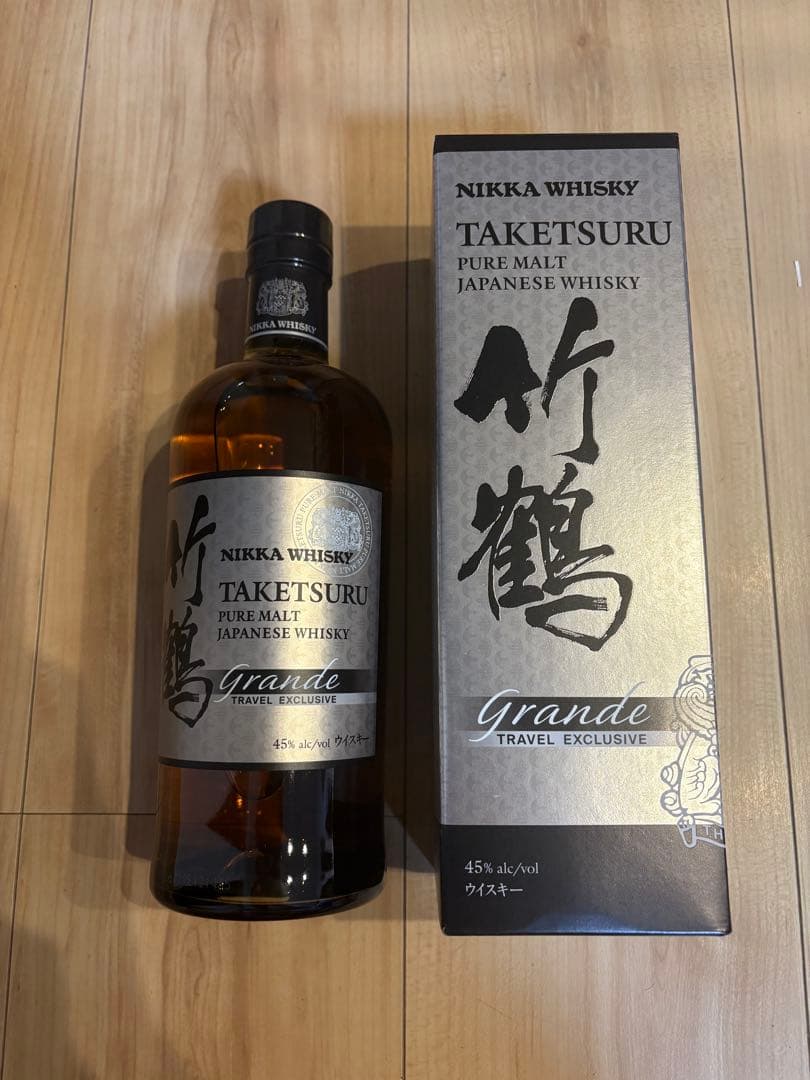 NIKKA WHISKY
竹鶴
NIKKA WHISKY
TAKETSURU
PURE MALT
JAPANESE WHISKY
grande
TRAVEL EXCLUSIVE
45% alc/vol ウイスキー
NIKKA WHISKY
TAKETSURU
PURE MALT
JAPANESE WHISKY
竹鶴
grande
TRAVEL EXCLUSIVE
45% alc/vol
ウイスキー